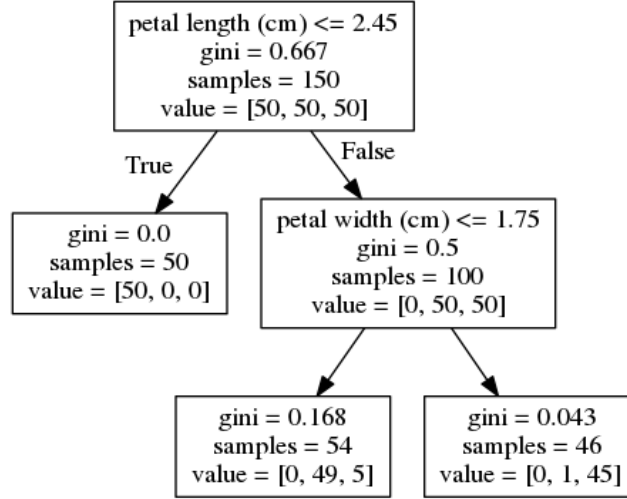 petal length (cm) <= 2.45
gini = 0.667
samples = 150
value = [50, 50, 50]
True
False
gini = 0.0
samples = 50
value = [50, 0, 0]
petal width (cm) <= 1.75
gini = 0.5
samples = 100
value = [0, 50, 50]
gini = 0.168
samples = 54
value = [0, 49, 5]
gini = 0.043
samples = 46
value = [0, 1, 45]